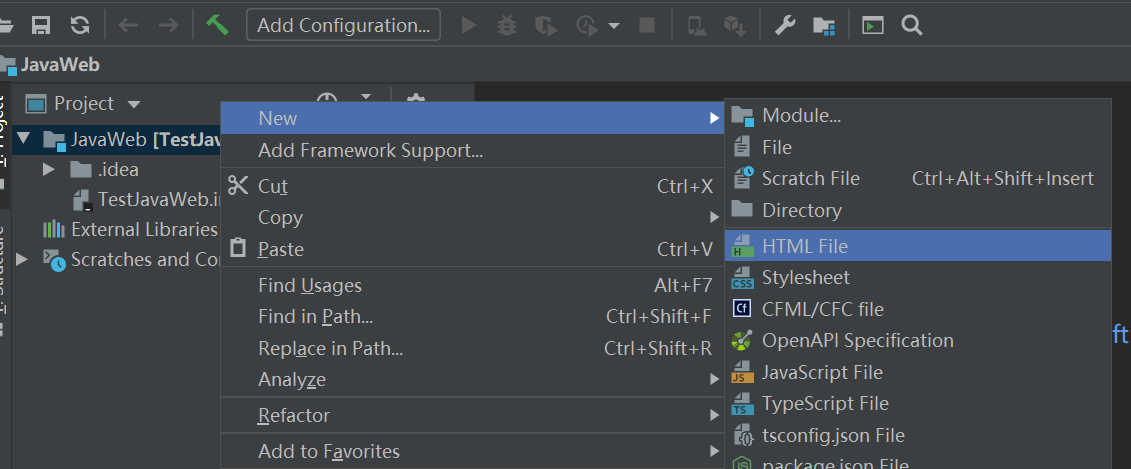 Add Configuration...
JavaWeb
Project
JavaWeb [TestJav
.idea
TestJavaWeb.i
External Libraries
Scratches and Co
New
Add Framework Support...
Cut Ctrl+X
Copy
Paste Ctrl+V
Find Usages Alt+F7
Find in Path... Ctrl+Shift+F
Replace in Path... Ctrl+Shift+R
Analyze
Refactor
Add to Favorites
Module...
File
Scratch File Ctrl+Alt+Shift+Insert
Directory
HTML File
Stylesheet
CFML/CFC file
OpenAPI Specification
JavaScript File
TypeScript File
tsconfig.json File
package.json File
ft